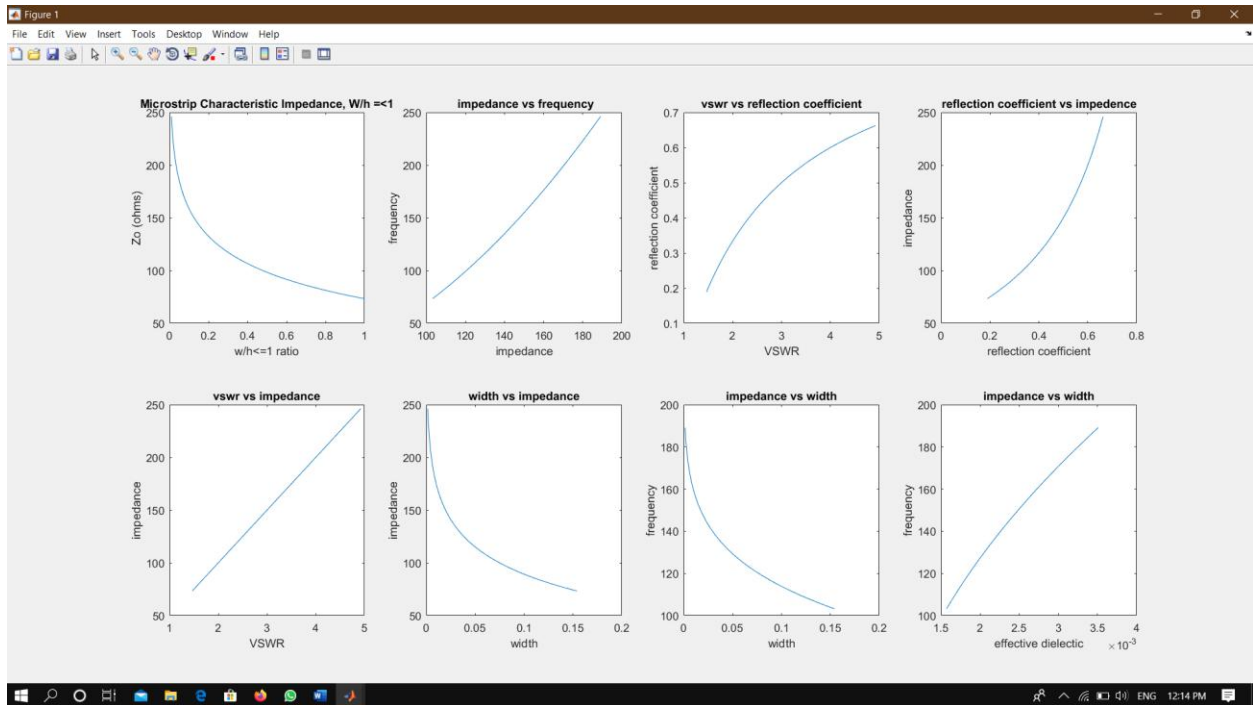 Figure 1
File Edit View Insert Tools Desktop Window Help
Microstrip Characteristic Impedance, W/h =<1
250
200
150
100
50
Zo (ohms)
0 0.2 0.4 0.6 0.8 1
w/h<=1 ratio
impedance vs frequency
250
200
150
100
50
frequency
100 120 140 160 180 200
impedance
vswr vs reflection coefficient
0.7
0.6
0.5
0.4
0.3
0.2
0.1
reflection coefficient
1 2 3 4 5
VSWR
reflection coefficient vs impedence
250
200
150
100
50
impedance
0 0.2 0.4 0.6 0.8
reflection coefficient
vswr vs impedance
250
200
150
100
50
impedance
1 2 3 4 5
VSWR
width vs impedance
250
200
150
100
50
impedance
0 0.05 0.1 0.15 0.2
width
impedance vs width
200
180
160
140
120
100
frequency
0 0.05 0.1 0.15 0.2
width
impedance vs width
200
180
160
140
120
100
frequency
1.5 2 2.5 3 3.5 4
effective dielectic ×10⁻³
ENG 12:14 PM